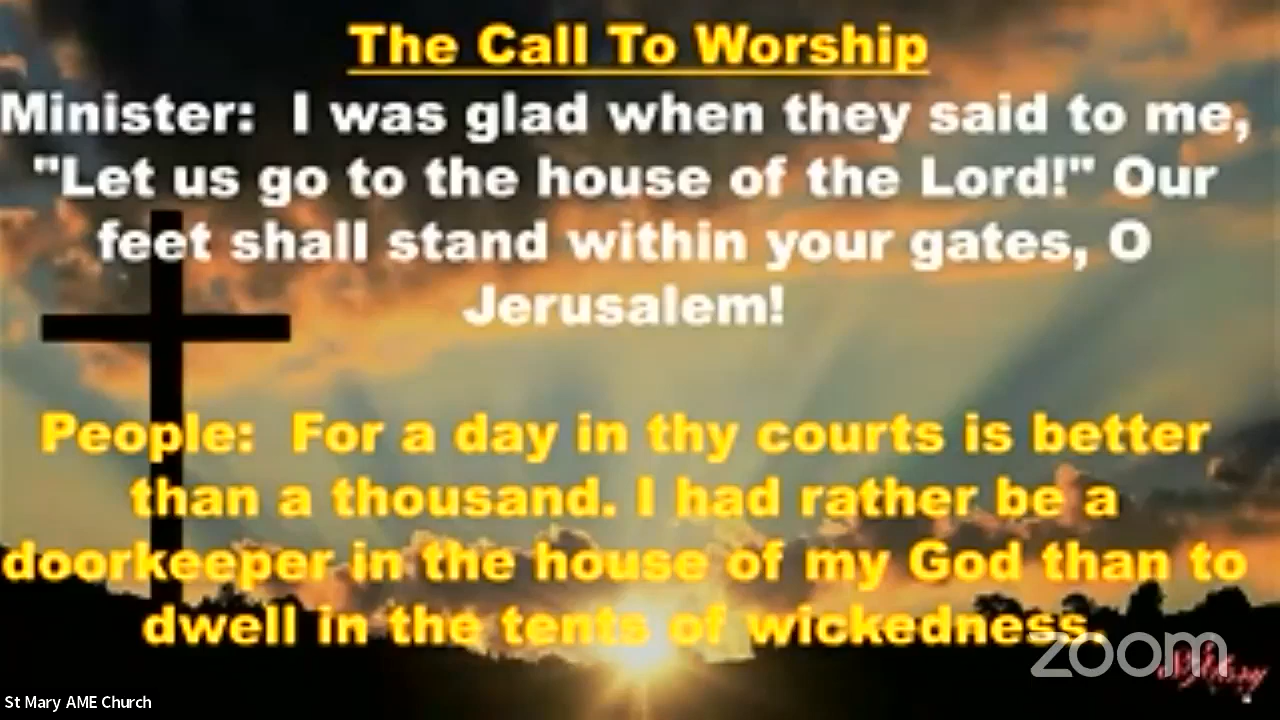 The Call To Worship
Minister:  I was glad when they said to me,
"Let us go to the house of the Lord!" Our
feet shall stand within your gates, O
Jerusalem!
People:  For a day in thy courts is better
than a thousand. I had rather be a
doorkeeper in the house of my God than to
dwell in the tents of wickedness.
zoom
St Mary AME Church